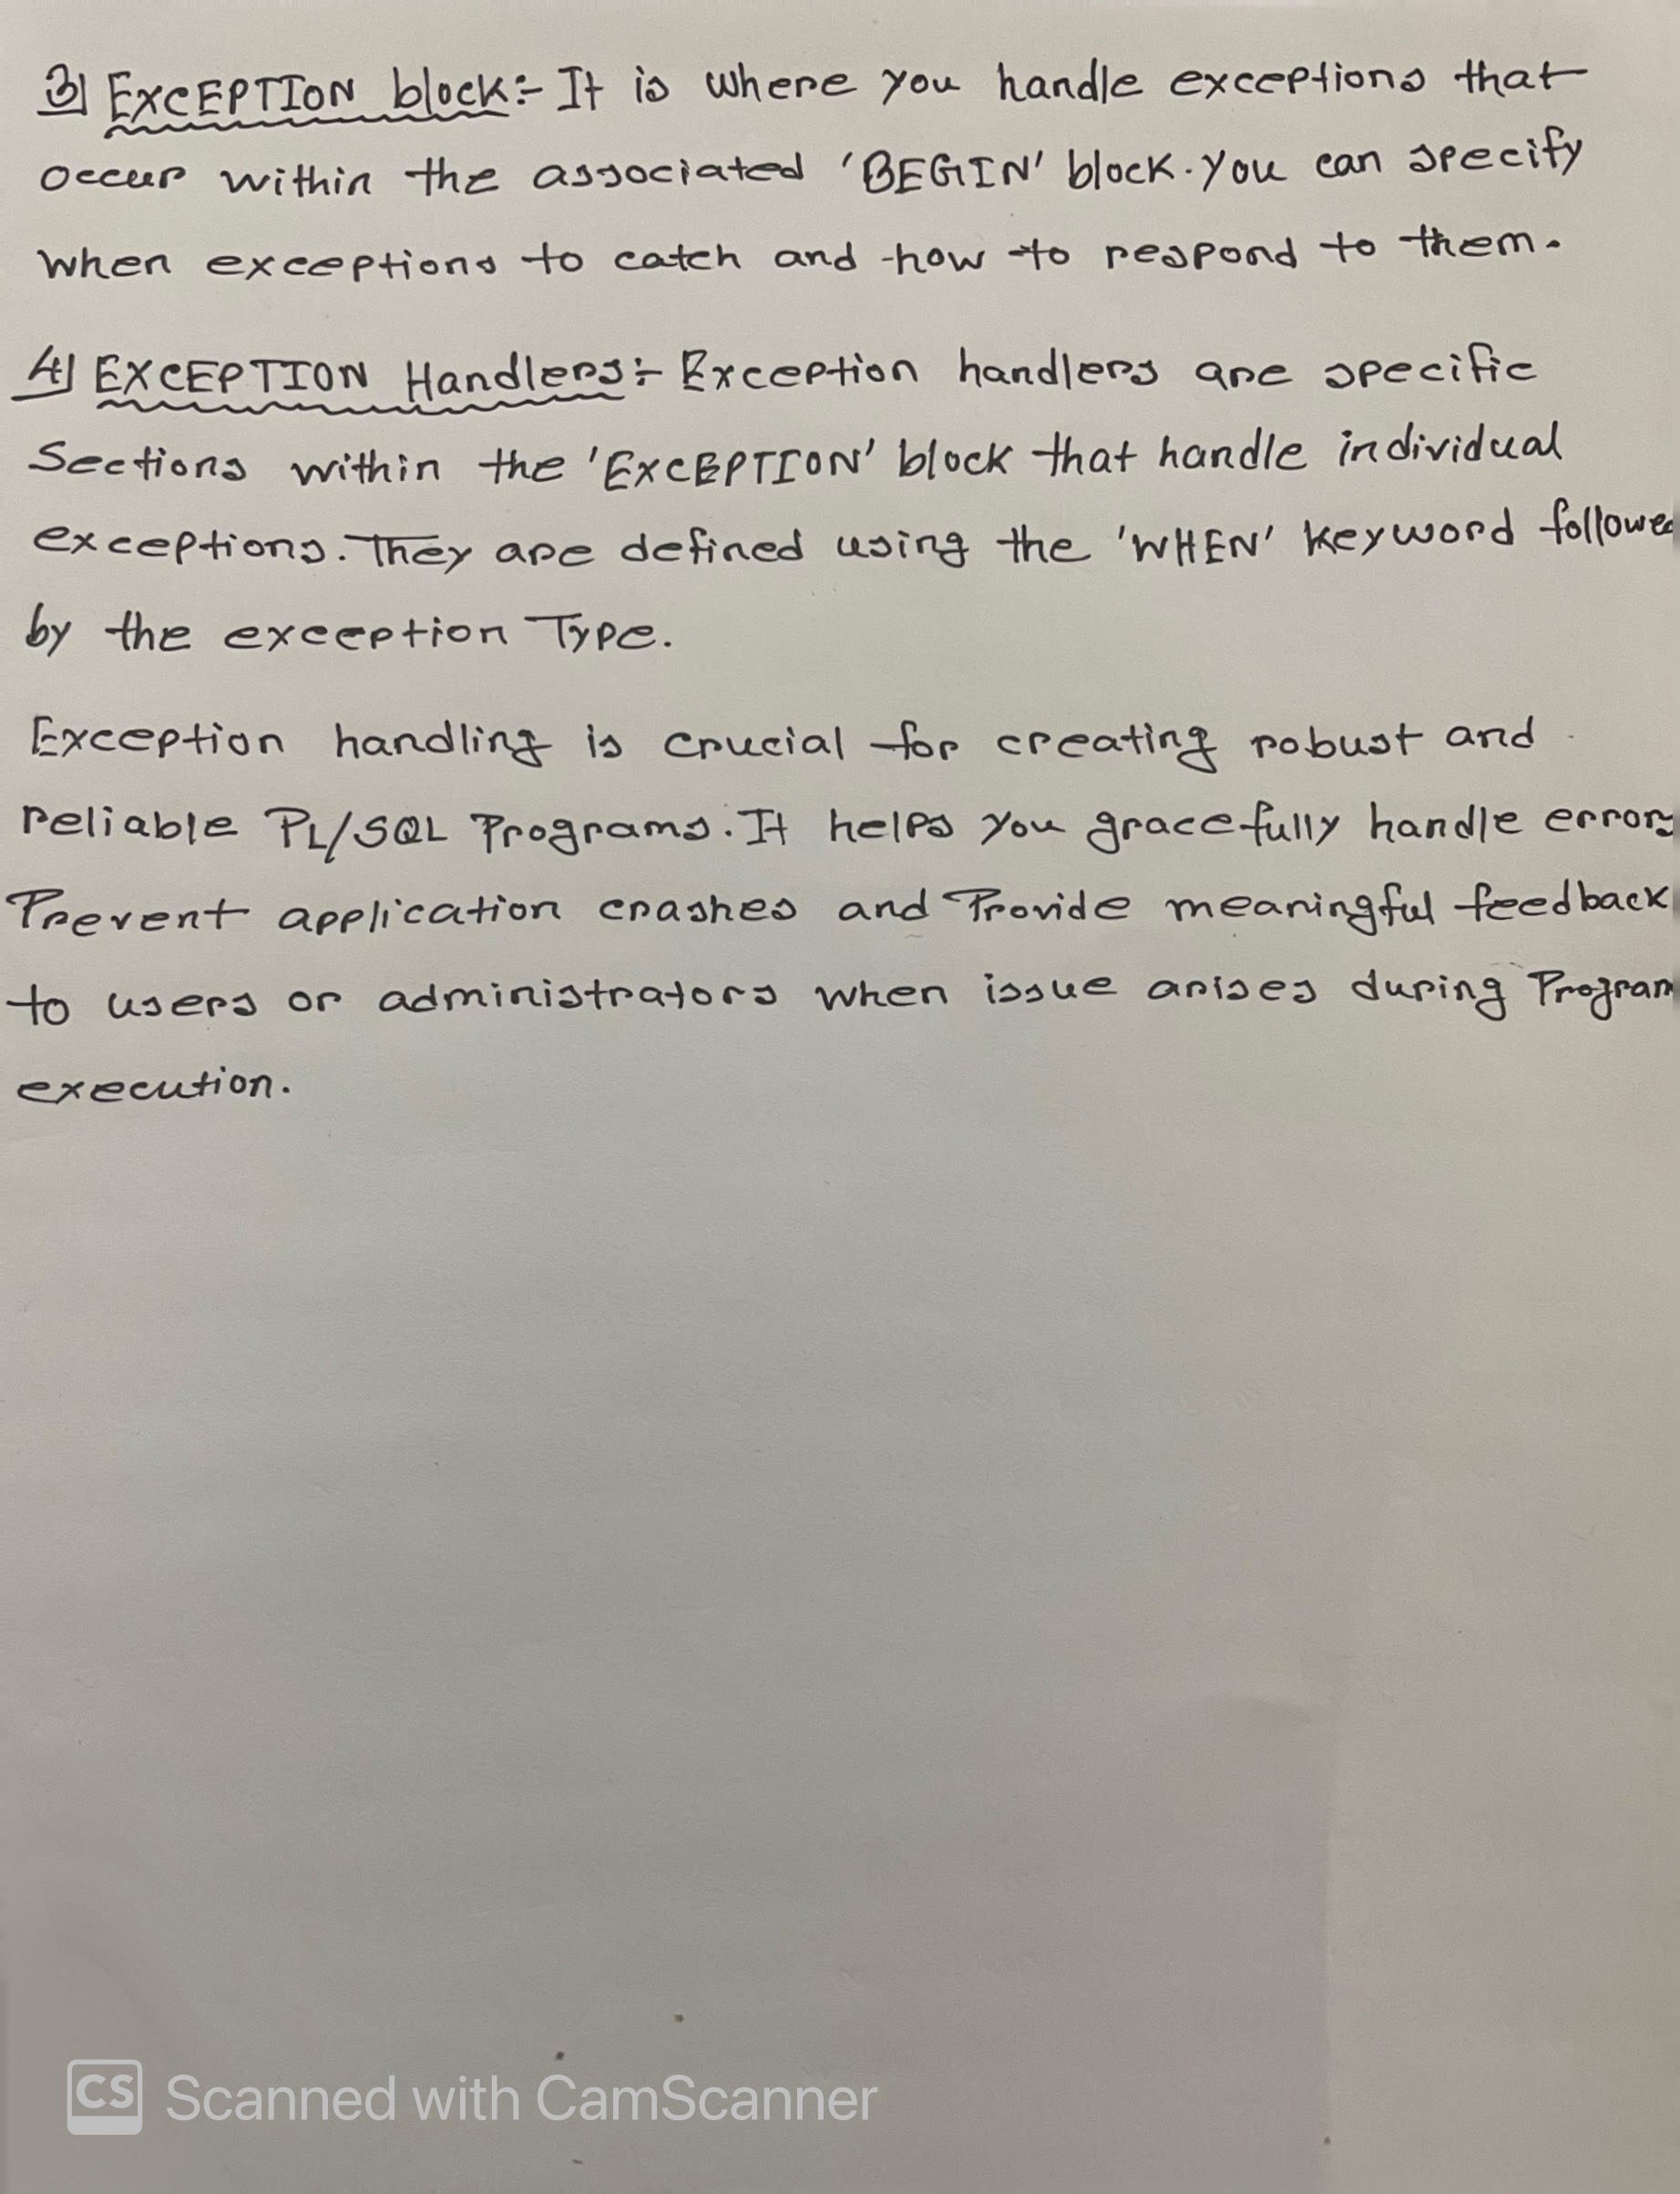 3] EXCEPTION block:- It is where you handle exceptions that
occur within the associated 'BEGIN' block. you can specify
when exceptions to catch and how to respond to them.
4] EXCEPTION Handlers:- Exception handlers are specific
Sections within the 'EXCEPTION' block that handle individual
exceptions. They are defined using the 'WHEN' keyword followed
by the exception Type.
Exception handling is crucial for creating robust and
reliable PL/SQL Programs. It helps you gracefully handle errors
Prevent application crashes and Provide meaningful feedback
to users or administrators when issue arises during Program
execution.
CS Scanned with CamScanner